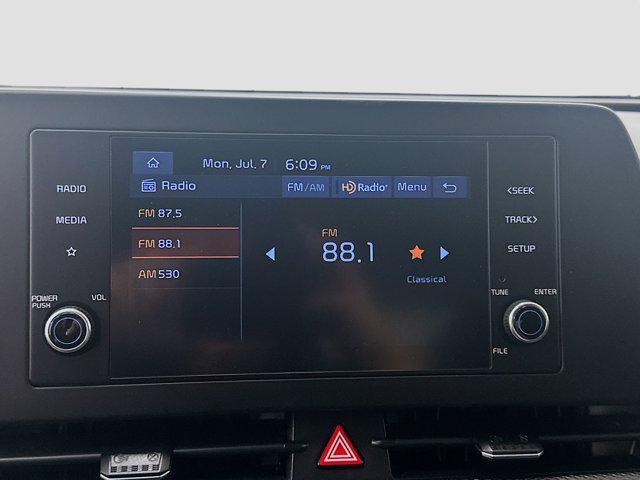 Mon, Jul. 7 6:09 PM
Radio FM/AM HD Radio Menu
RADIO
MEDIA
POWER PUSH VOL
FM 87.5
FM 88.1
AM 530
FM
88.1
Classical
<SEEK
TRACK>
SETUP
TUNE ENTER
FILE